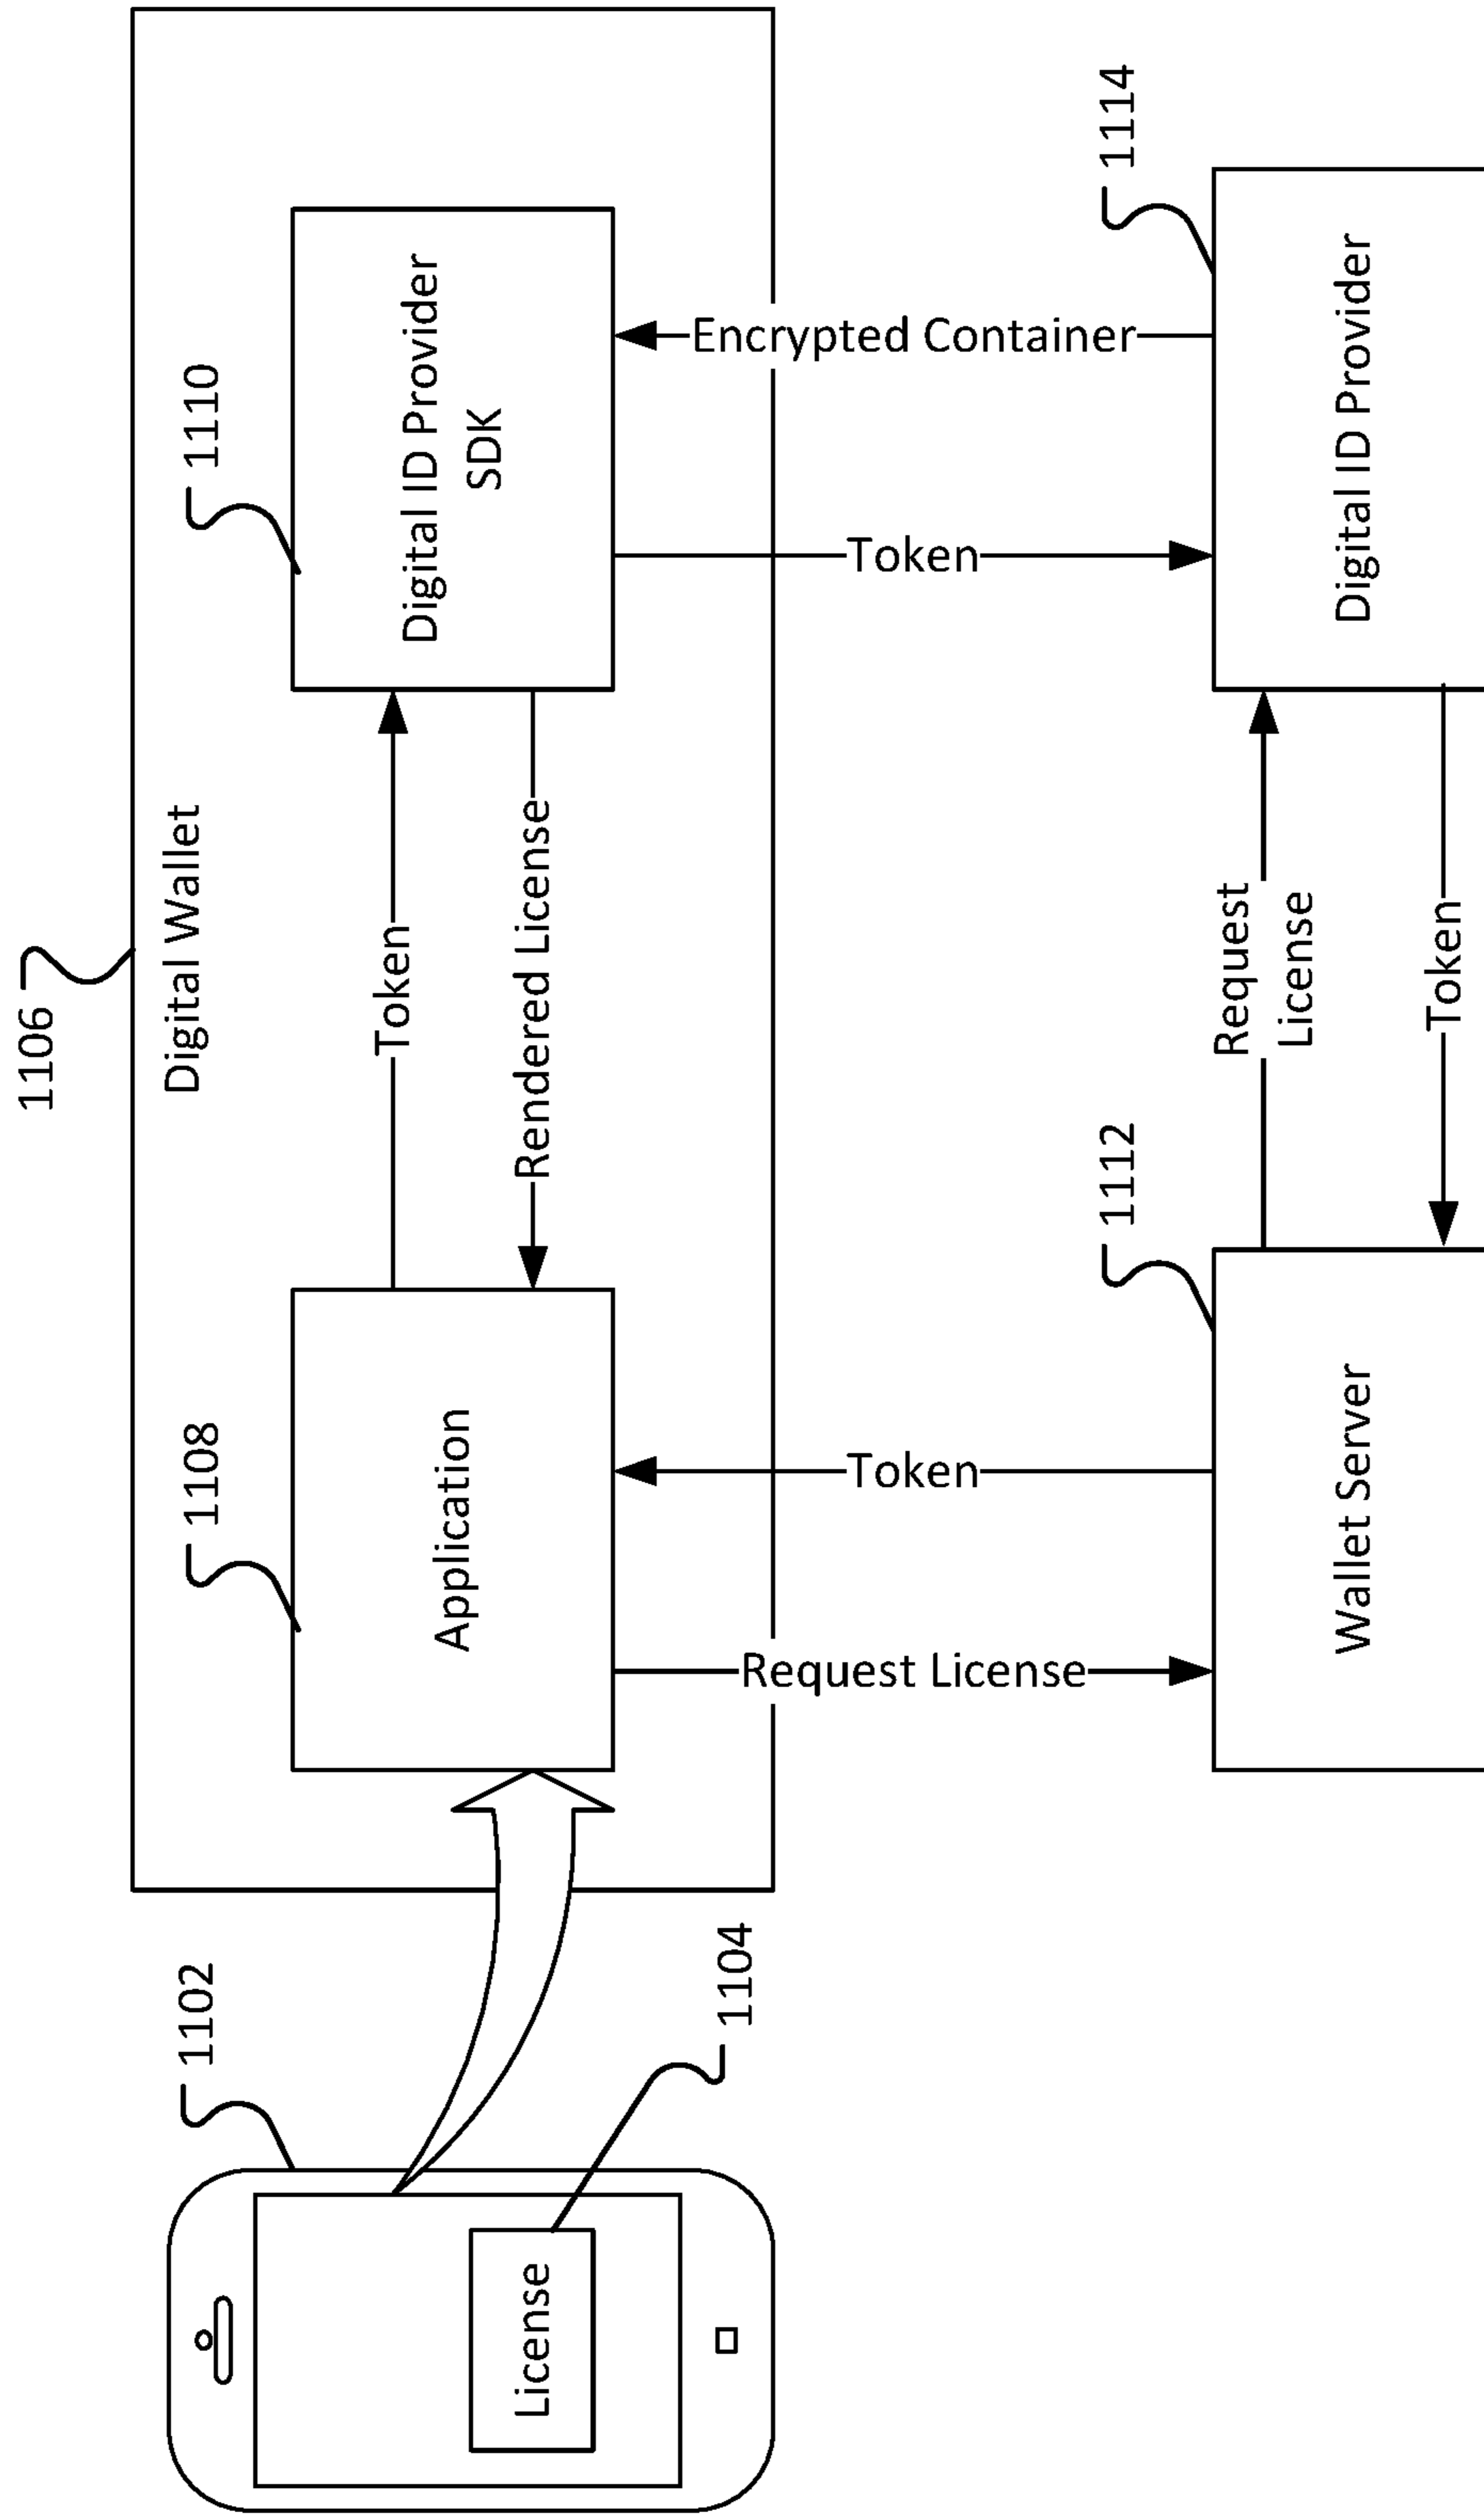 1106
Digital Wallet
1102
License
1104
1108
Application
Token
Rendered License
1110
Digital ID Provider
SDK
Request License
Token
Token
Encrypted Container
1112
Wallet Server
Request
License
Token
1114
Digital ID Provider